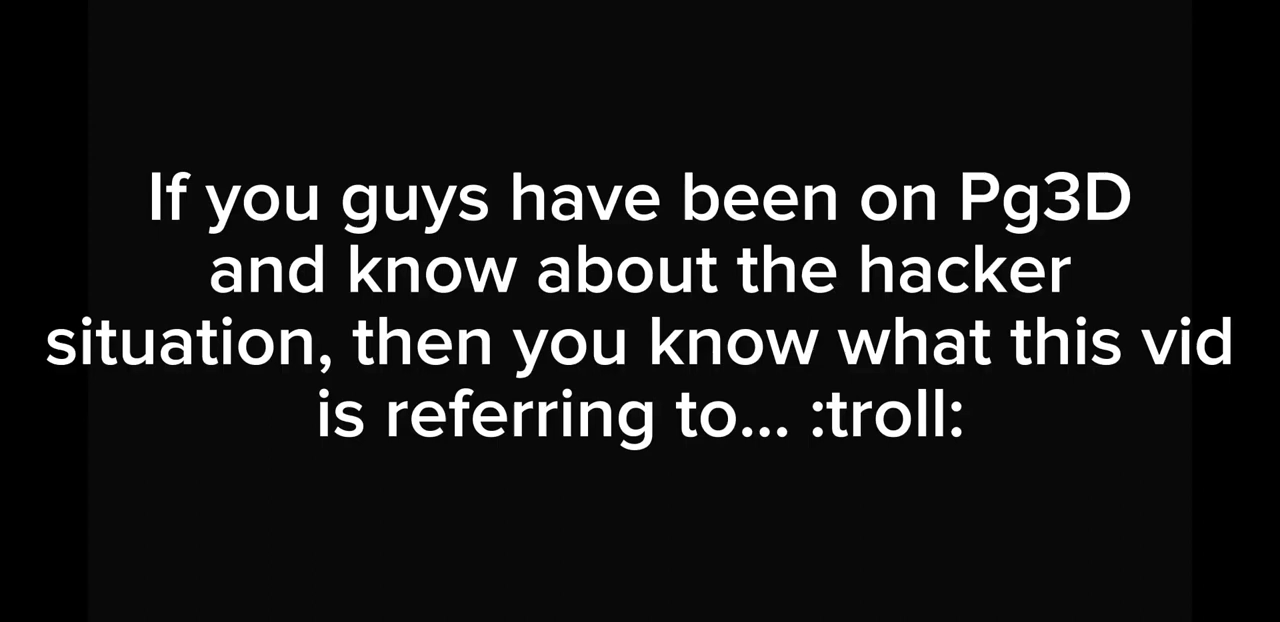 If you guys have been on Pg3D
and know about the hacker
situation, then you know what this vid
is referring to... :troll: